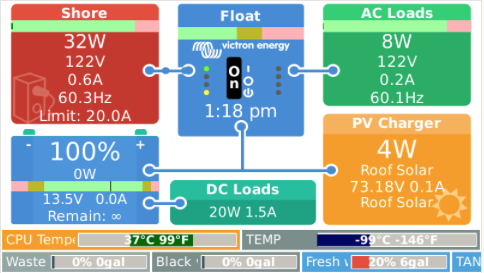 Shore
32W
122V
0.6A
60.3Hz
Limit: 20.0A
Float
victron energy
On
1:18 pm
AC Loads
8W
122V
0.2A
60.1Hz
- +
100%
0W
13.5V 0.0A
Remain: ∞
DC Loads
20W 1.5A
PV Charger
4W
Roof Solar
73.18V 0.1A
Roof Solar
CPU Tempe 37°C 99°F
TEMP -99°C -146°F
Waste 0% 0gal
Black 0% 0gal
Fresh 20% 6gal
TAN